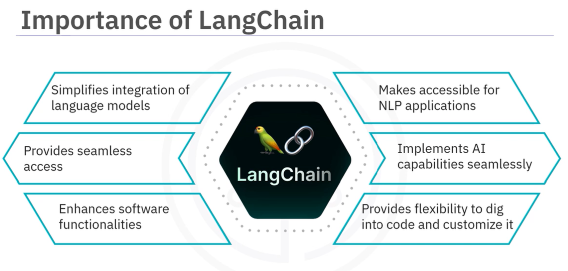 Importance of LangChain
Simplifies integration of
language models
Provides seamless
access
Enhances software
functionalities
LangChain
Makes accessible for
NLP applications
Implements AI
capabilities seamlessly
Provides flexibility to dig
into code and customize it